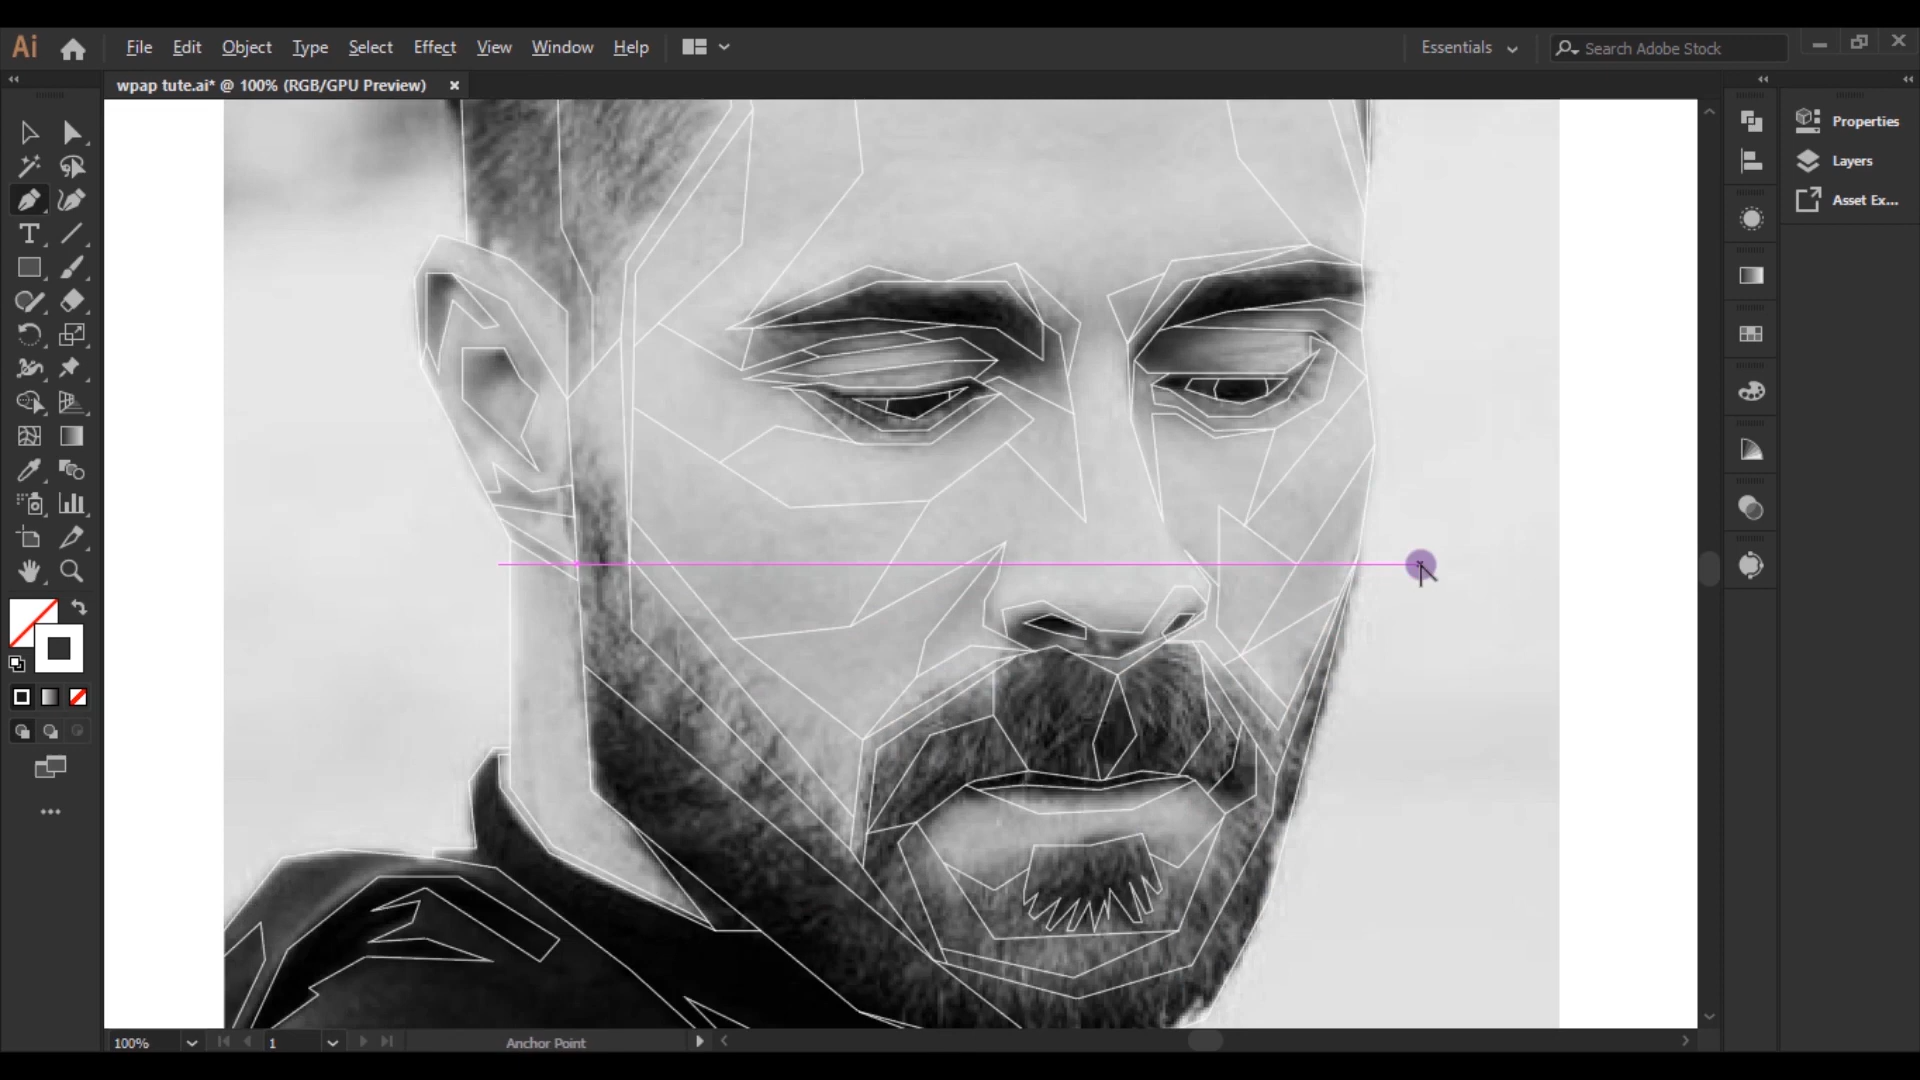 Ai File Edit Object Type Select Effect View Window Help Essentials Search Adobe Stock
wpap tute.ai* @ 100% (RGB/GPU Preview)
Properties
Layers
Asset Ex...
100% 1 Anchor Point